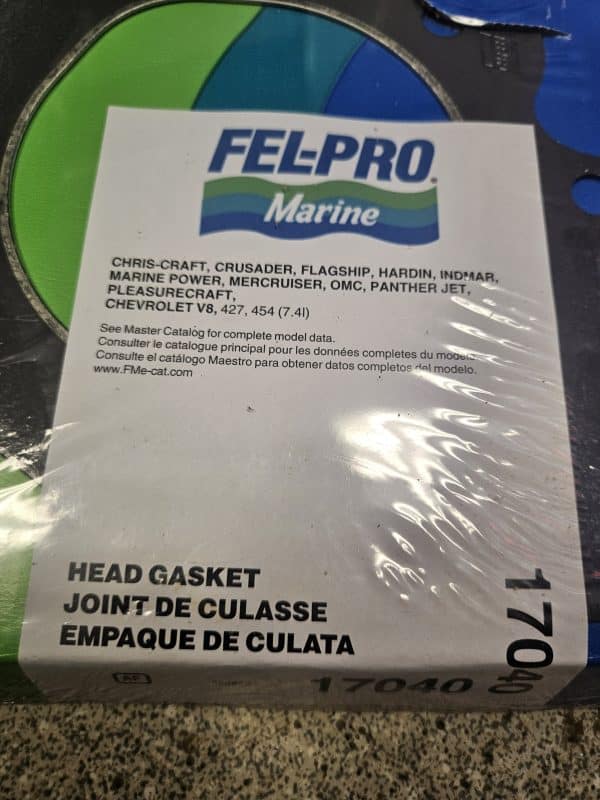 FEL-PRO®
Marine
CHRIS-CRAFT, CRUSADER, FLAGSHIP, HARDIN, INDMAR,
MARINE POWER, MERCRUISER, OMC, PANTHER JET,
PLEASURECRAFT,
CHEVROLET V8, 427, 454 (7.4l)
See Master Catalog for complete model data.
Consulter le catalogue principal pour les données completes du modele.
Consulte el catálogo Maestro para obtener datos completos del modelo.
www.FMe-cat.com
HEAD GASKET
JOINT DE CULASSE
EMPAQUE DE CULATA
AF
17040
17040